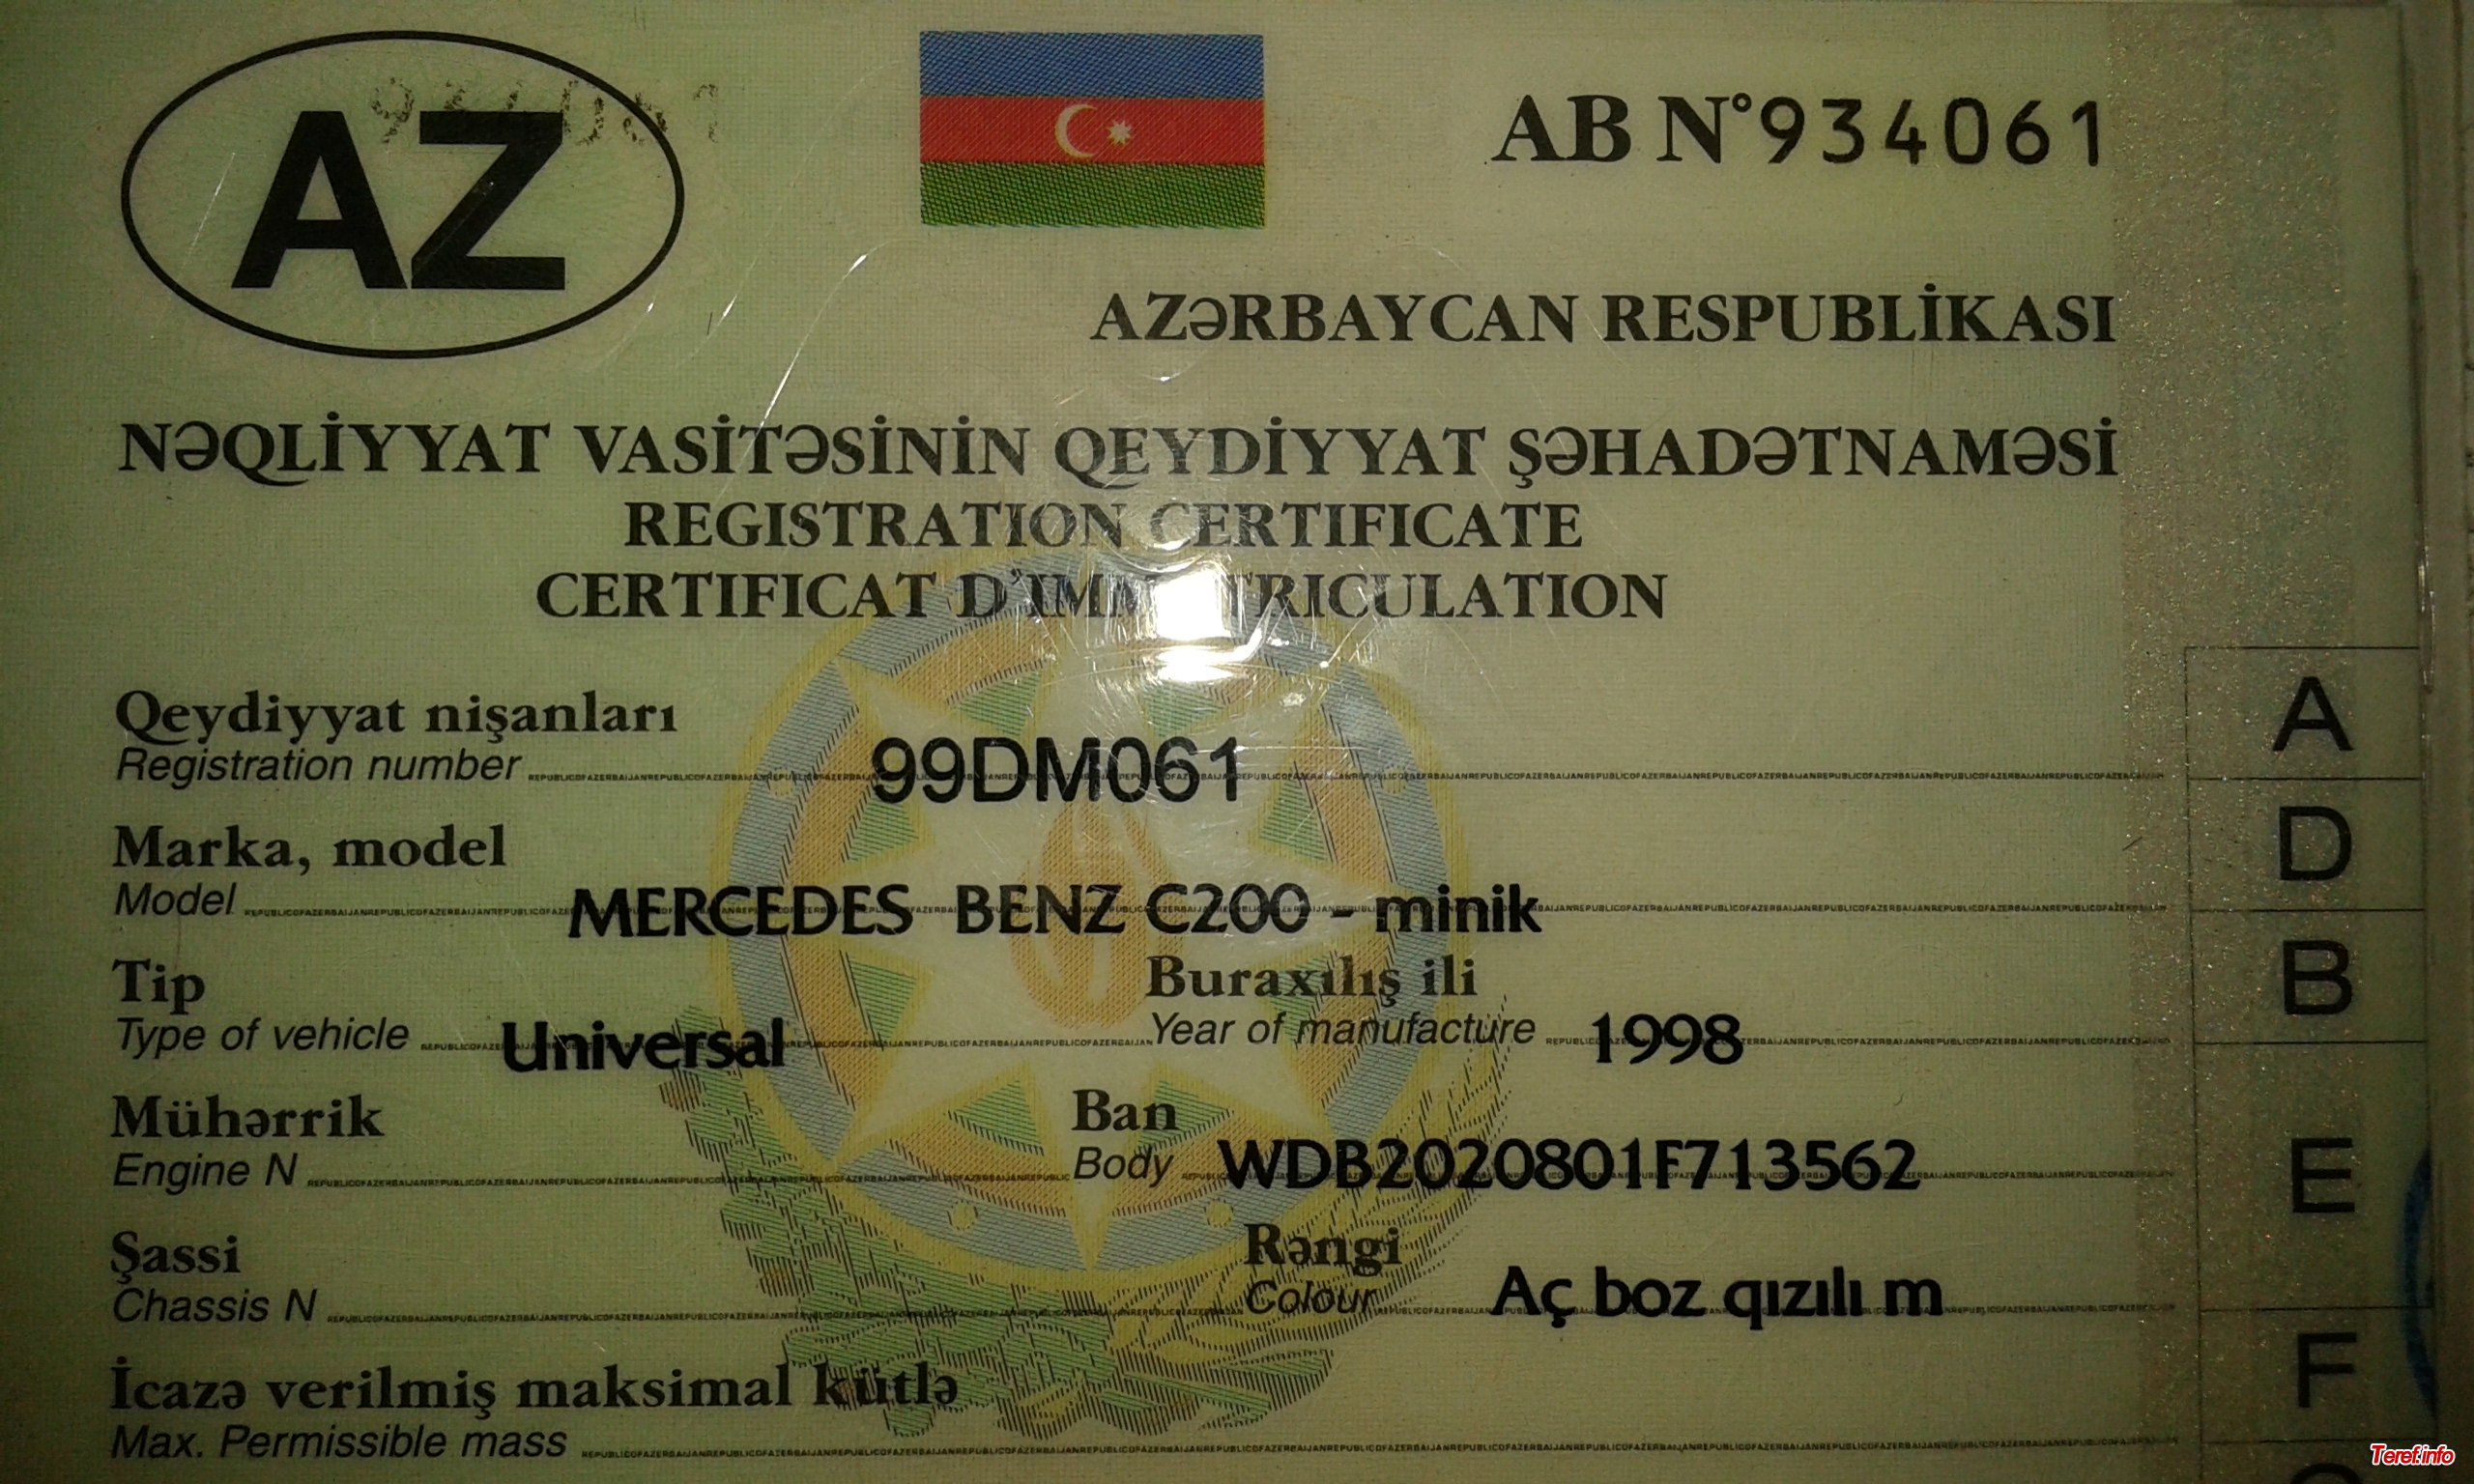 AZ
AB N°934061
AZƏRBAYCAN RESPUBLİKASI
NƏQLİYYAT VASİTƏSİNİN QEYDİYYAT ŞƏHADƏTNAMƏSİ
REGISTRATION CERTIFICATE
CERTIFICAT
Qeydiyyat nişanları
Registration number 99DM061
A
Marka, model
Model MERCEDES BENZ C200 - minik
D
Tip Buraxılış ili
Type of vehicle Universal Year of manufacture 1998
B
Mühərrik Ban
Engine N Body WDB2020801F713562
E
Şassi Rəngi
Chassis N Colour Aç boz qızılı m
İcazə verilmiş maksimal kütlə
F
Max. Permissible mass
Teref.info